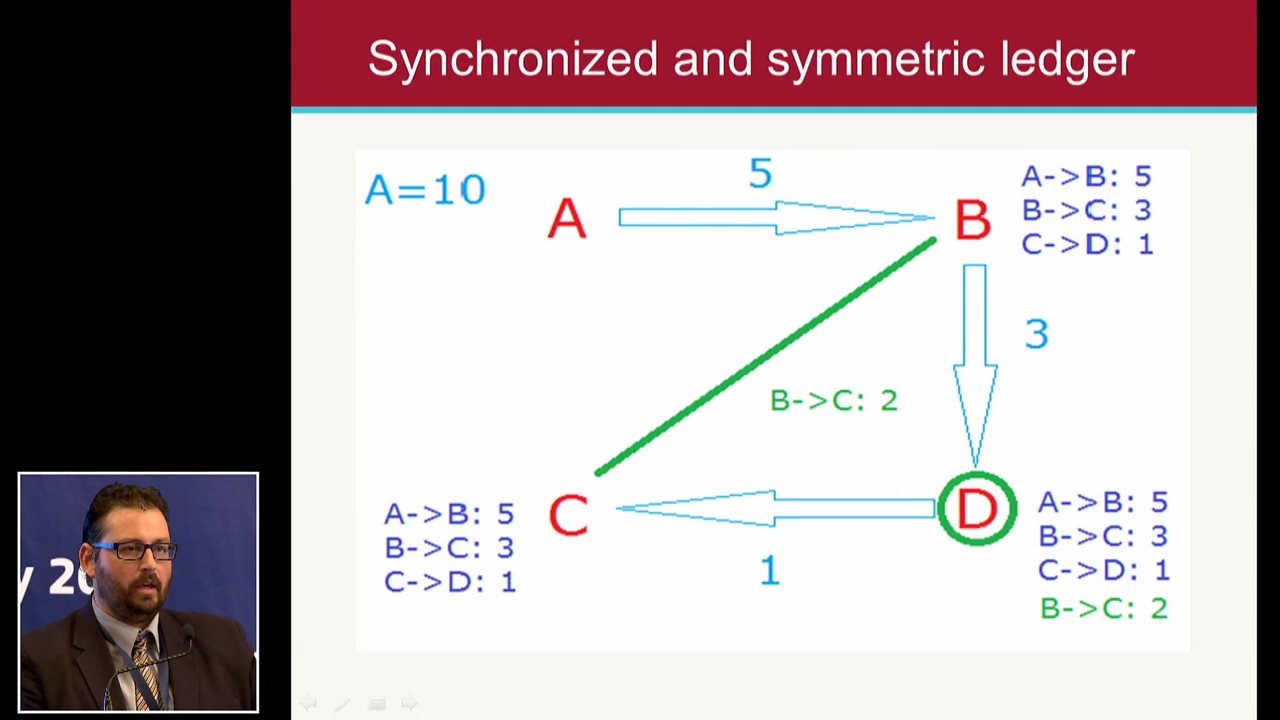 Synchronized and symmetric ledger
A=10
5
A
B
A->B: 5
B->C: 3
C->D: 1
3
B->C: 2
A->B: 5
B->C: 3
C->D: 1
C
1
D
A->B: 5
B->C: 3
C->D: 1
B->C: 2
y 20